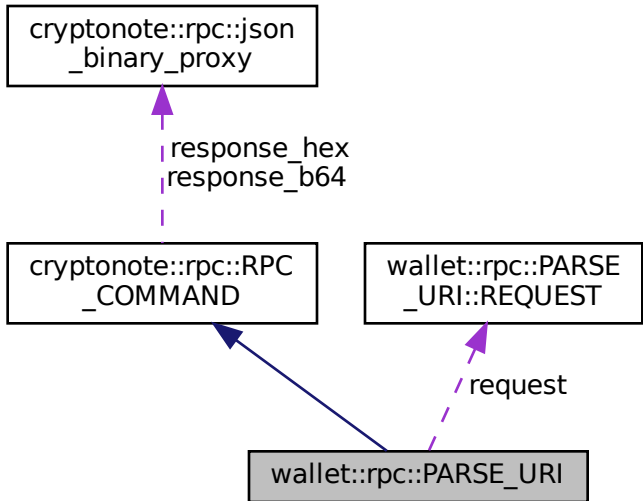 cryptonote::rpc::json
_binary_proxy
response_hex
response_b64
cryptonote::rpc::RPC
_COMMAND
wallet::rpc::PARSE
_URI::REQUEST
request
wallet::rpc::PARSE_URI